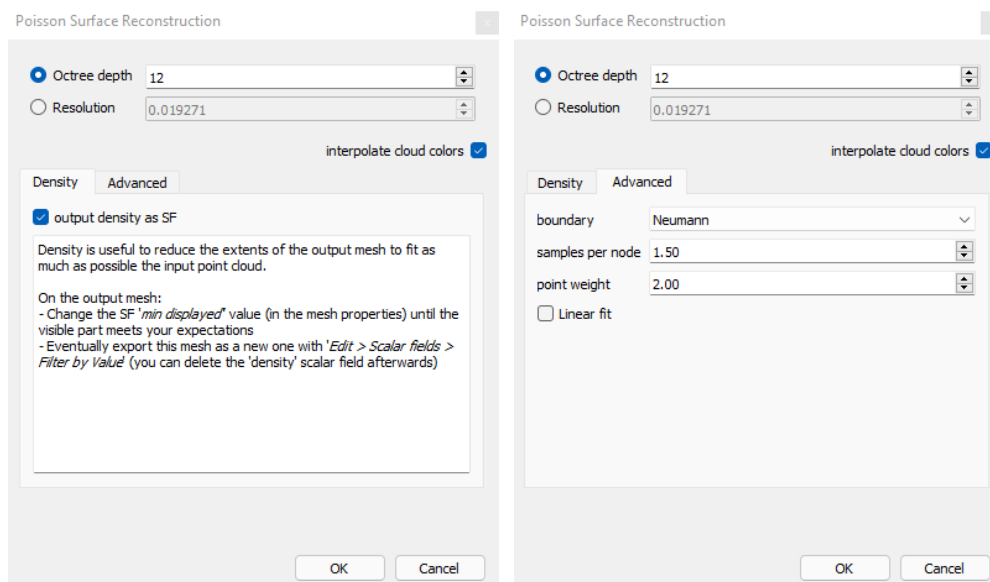 Poisson Surface Reconstruction
Octree depth 12
Resolution 0.019271
interpolate cloud colors
Density Advanced
output density as SF
Density is useful to reduce the extents of the output mesh to fit as
much as possible the input point cloud.
On the output mesh:
- Change the SF 'min displayed' value (in the mesh properties) until the
visible part meets your expectations
- Eventually export this mesh as a new one with 'Edit > Scalar fields >
Filter by Value' (you can delete the 'density' scalar field afterwards)
OK Cancel
Poisson Surface Reconstruction
Octree depth 12
Resolution 0.019271
interpolate cloud colors
Density Advanced
boundary Neumann
samples per node 1.50
point weight 2.00
Linear fit
OK Cancel